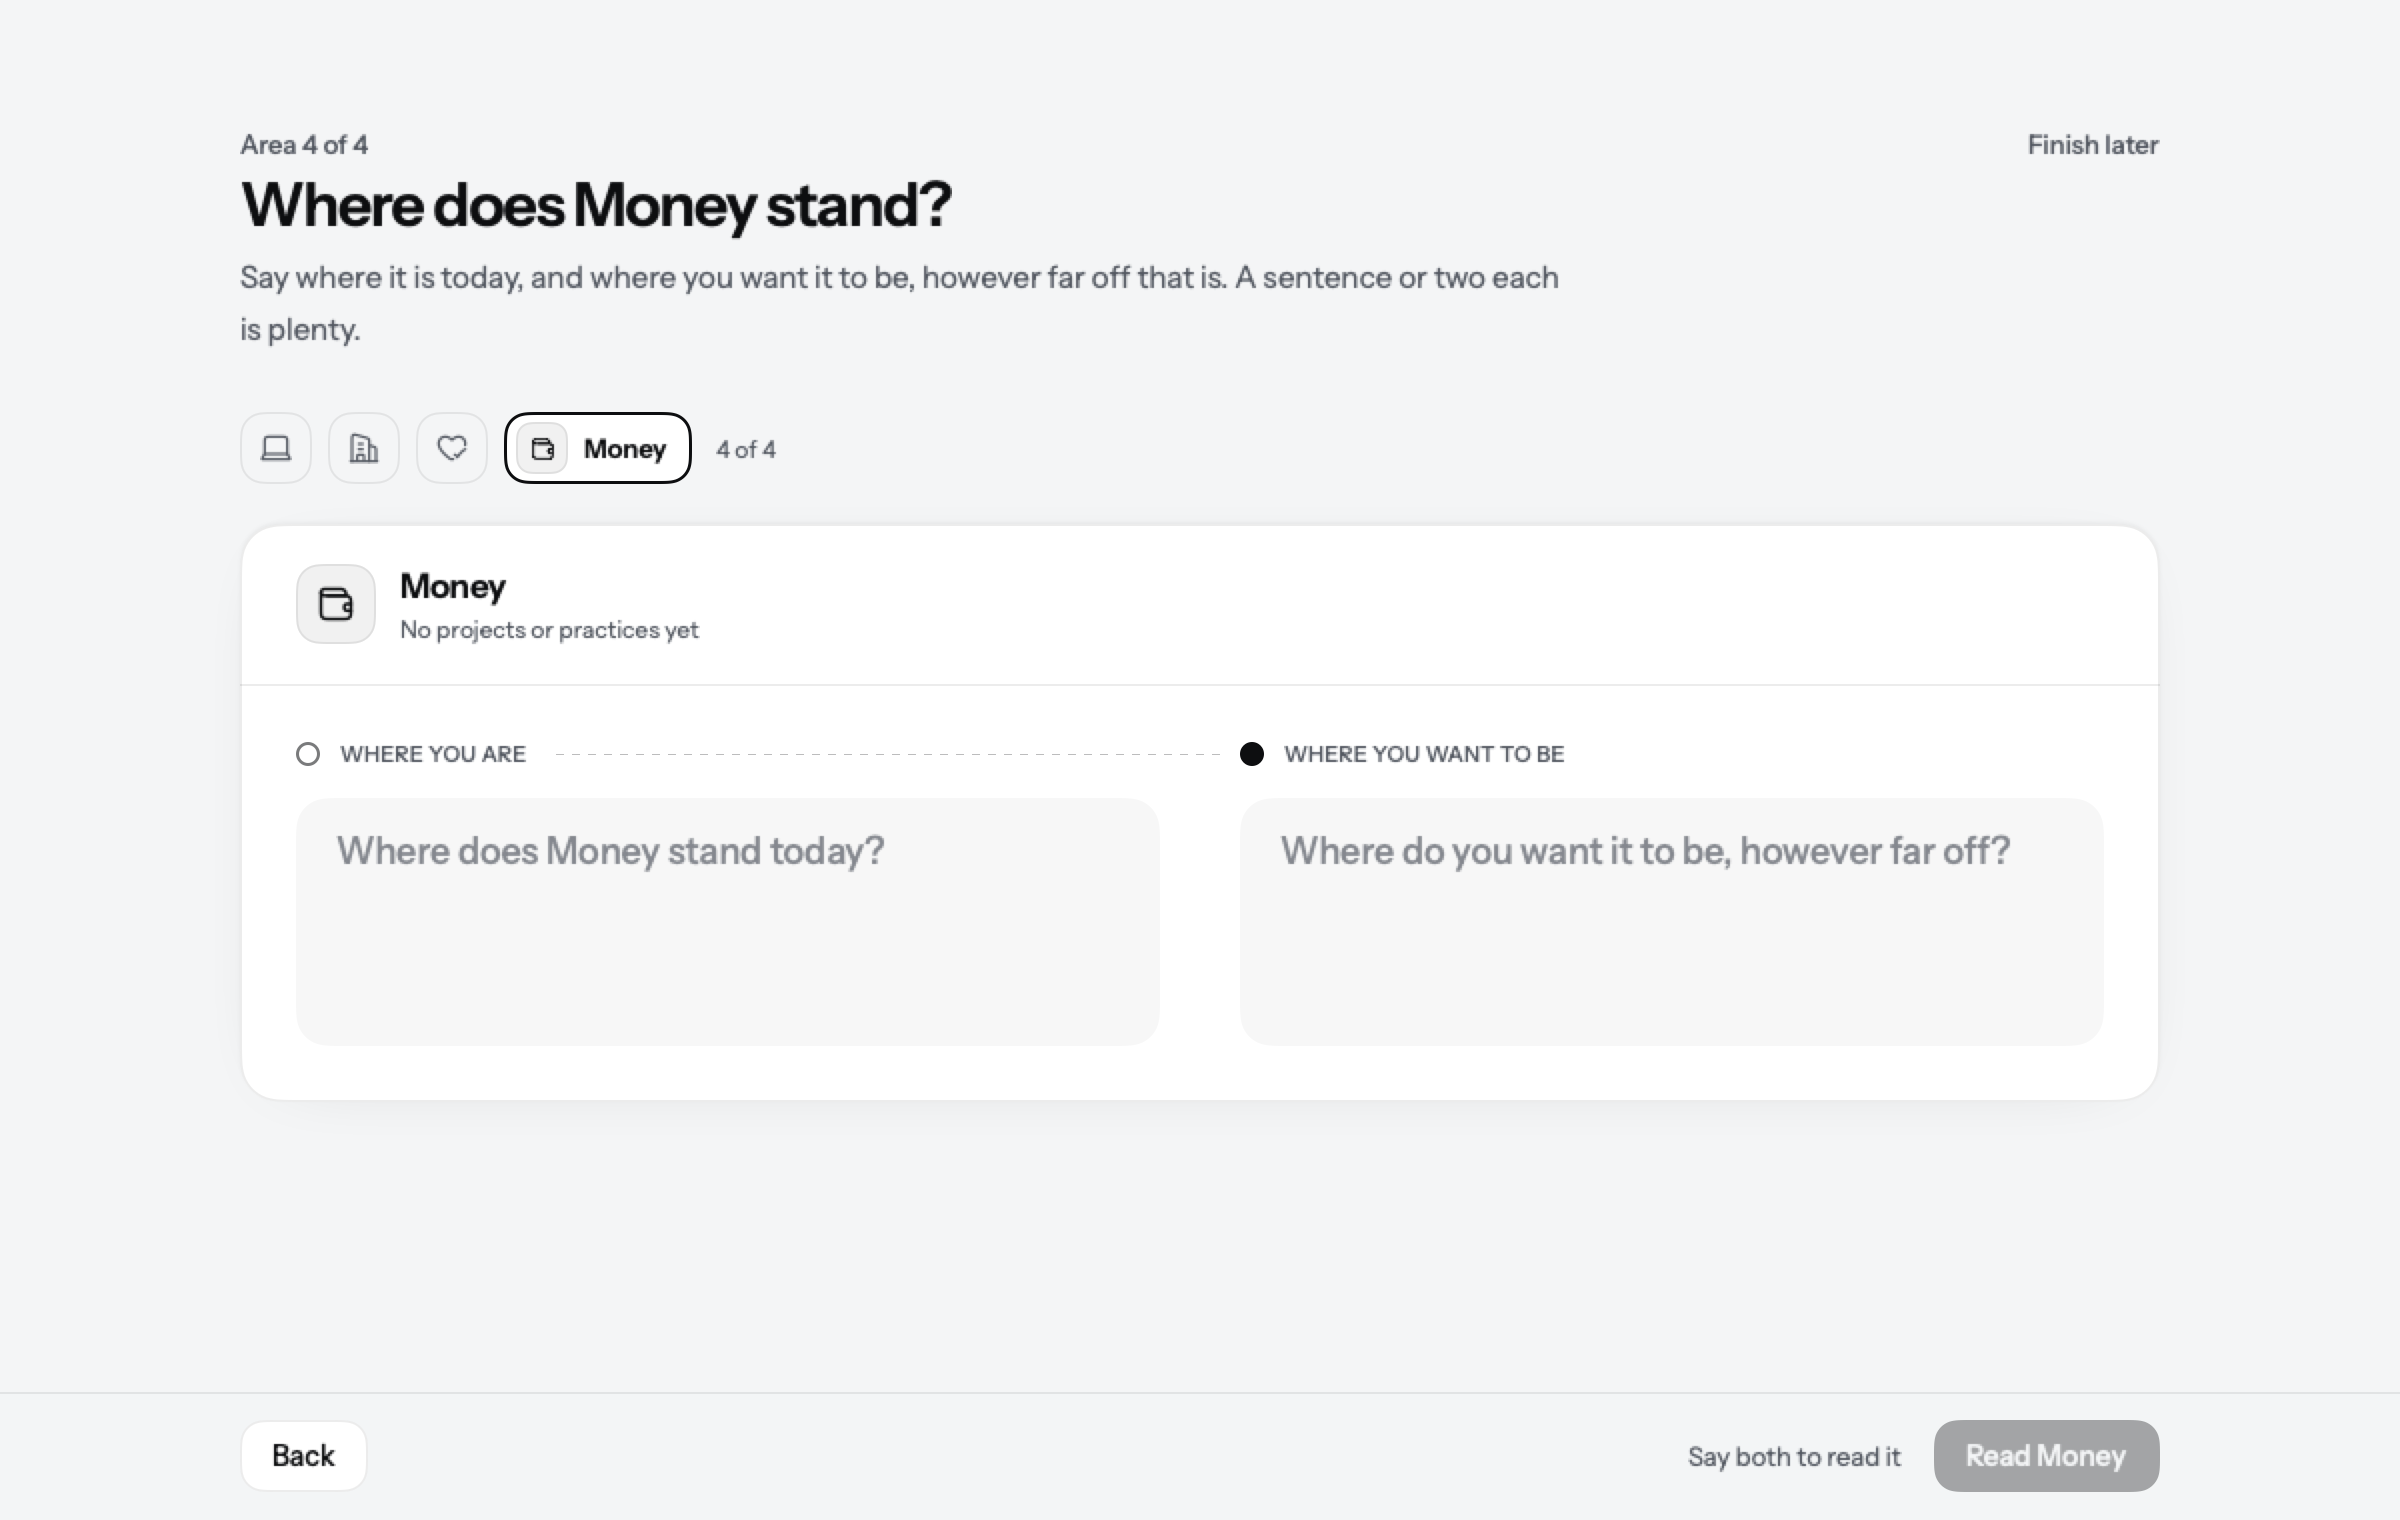 Area 4 of 4
Finish later
Where does Money stand?
Say where it is today, and where you want it to be, however far off that is. A sentence or two each
is plenty.
Money
4 of 4
Money
No projects or practices yet
WHERE YOU ARE
WHERE YOU WANT TO BE
Where does Money stand today?
Where do you want it to be, however far off?
Back
Say both to read it
Read Money